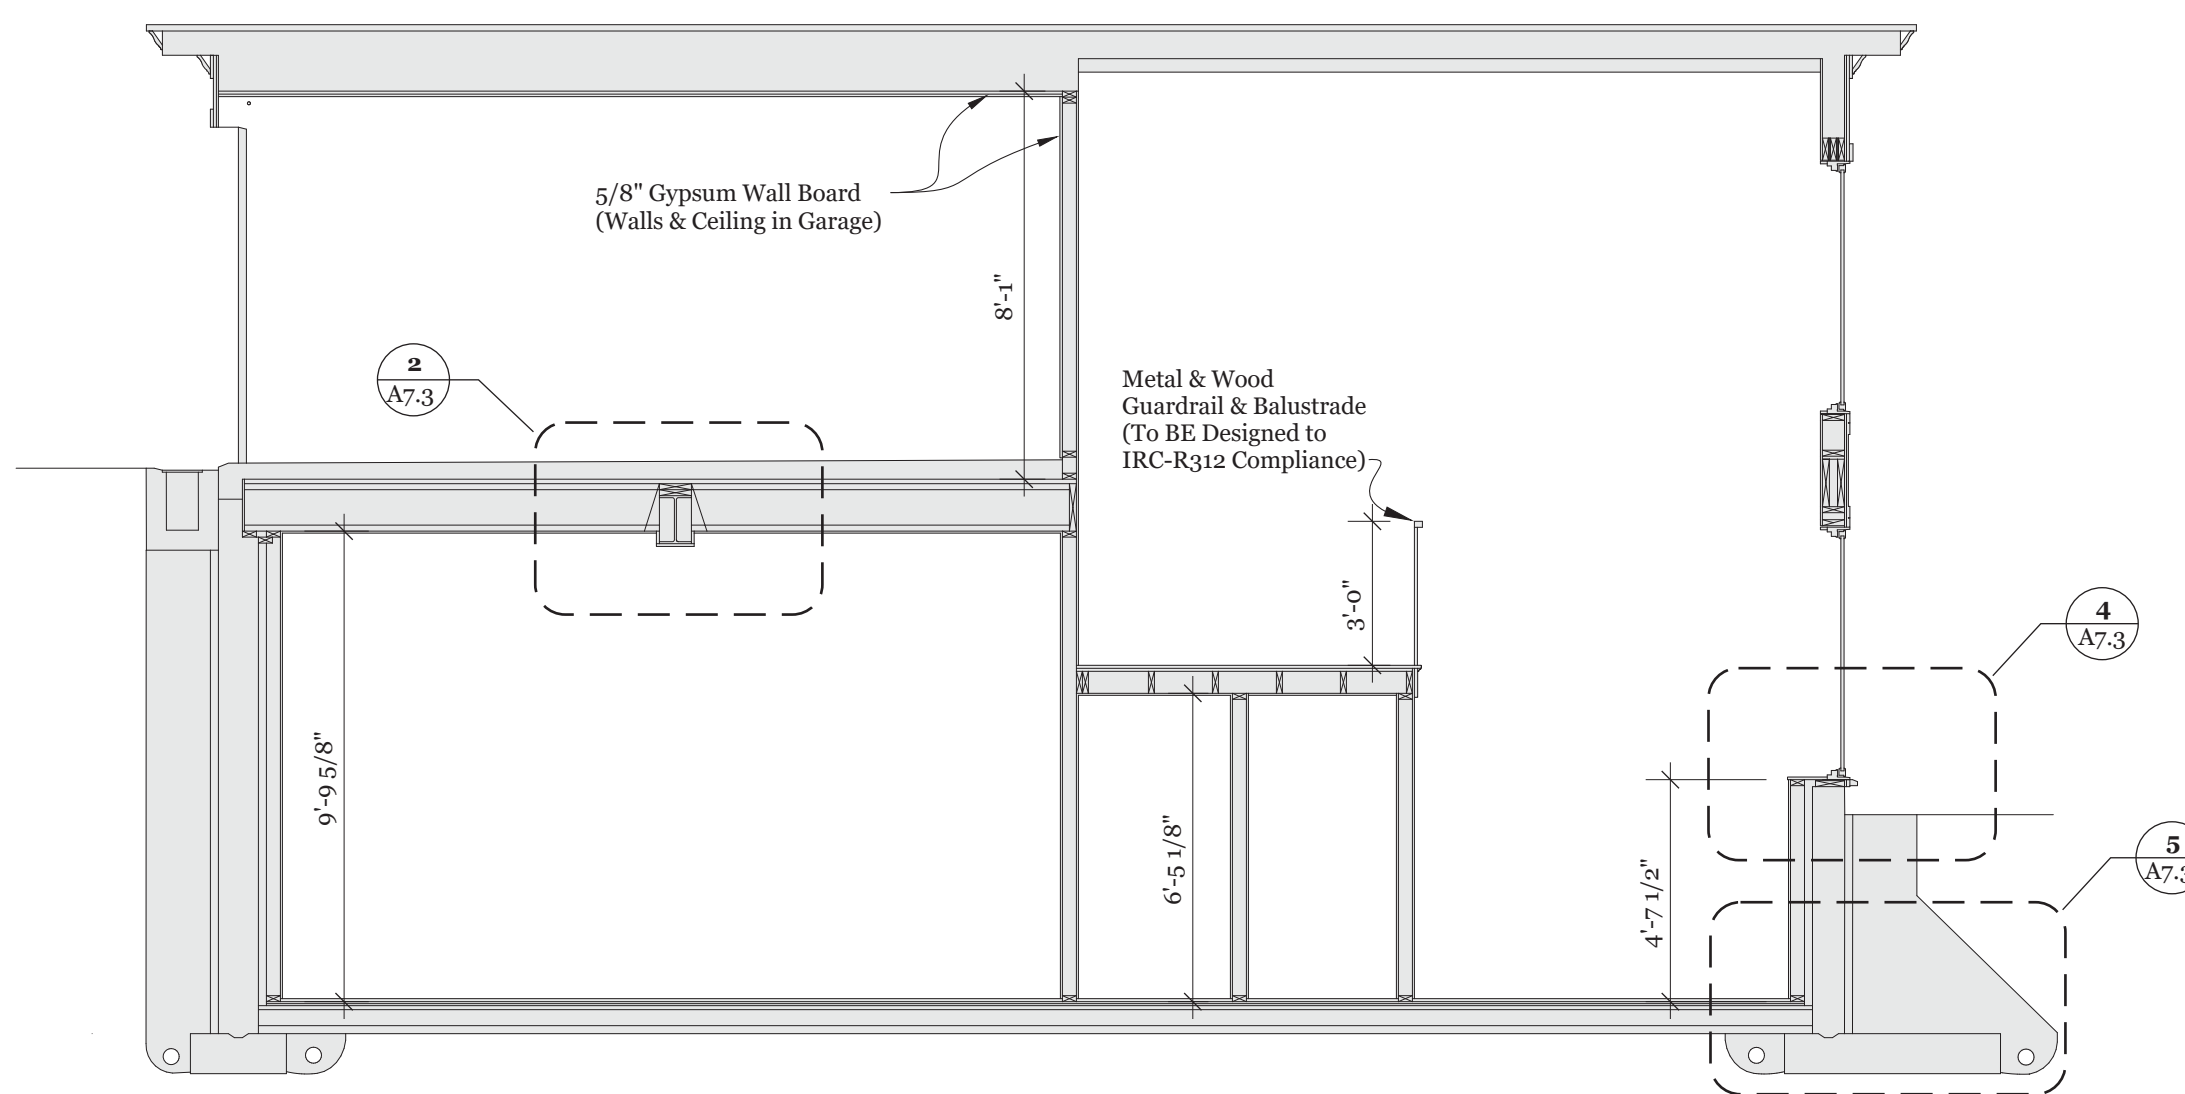 5/8" Gypsum Wall Board
(Walls & Ceiling in Garage)
8'-1"
2
A7.3
Metal & Wood
Guardrail & Balustrade
(To BE Designed to
IRC-R312 Compliance)
3'-0"
4
A7.3
9'-9 5/8"
6'-5 1/8"
4'-7 1/2"
5
A7.3